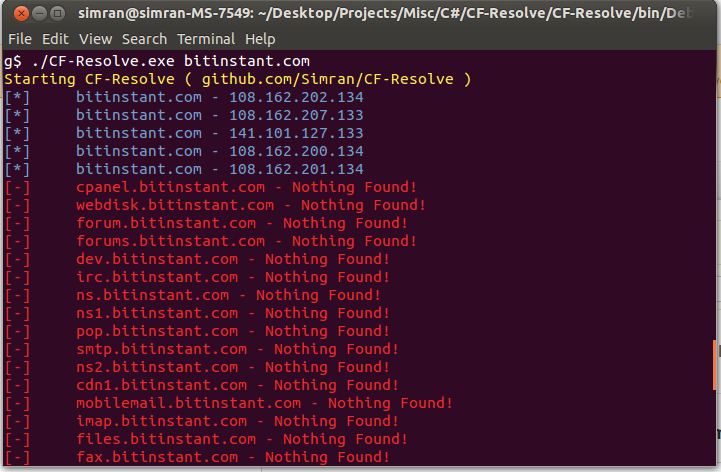 simran@simran-MS-7549: ~/Desktop/Projects/Misc/C#/CF-Resolve/CF-Resolve/bin/Deb
File Edit View Search Terminal Help
g$ ./CF-Resolve.exe bitinstant.com
Starting CF-Resolve ( github.com/Simran/CF-Resolve )
[*] bitinstant.com - 108.162.202.134
[*] bitinstant.com - 108.162.207.133
[*] bitinstant.com - 141.101.127.133
[*] bitinstant.com - 108.162.200.134
[*] bitinstant.com - 108.162.201.134
[-] cpanel.bitinstant.com - Nothing Found!
[-] webdisk.bitinstant.com - Nothing Found!
[-] forum.bitinstant.com - Nothing Found!
[-] forums.bitinstant.com - Nothing Found!
[-] dev.bitinstant.com - Nothing Found!
[-] irc.bitinstant.com - Nothing Found!
[-] ns.bitinstant.com - Nothing Found!
[-] ns1.bitinstant.com - Nothing Found!
[-] pop.bitinstant.com - Nothing Found!
[-] smtp.bitinstant.com - Nothing Found!
[-] ns2.bitinstant.com - Nothing Found!
[-] cdn1.bitinstant.com - Nothing Found!
[-] mobilemail.bitinstant.com - Nothing Found!
[-] imap.bitinstant.com - Nothing Found!
[-] files.bitinstant.com - Nothing Found!
[-] fax.bitinstant.com - Nothing Found!